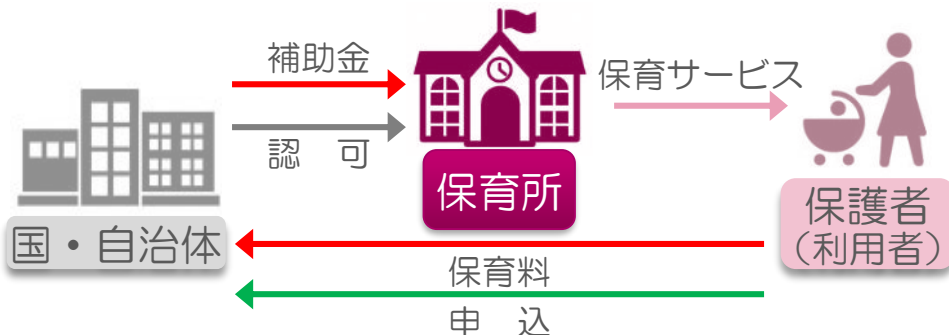 補助金
認　可
保育サービス
保育所
国・自治体
保護者
（利用者）
保育料
申　込